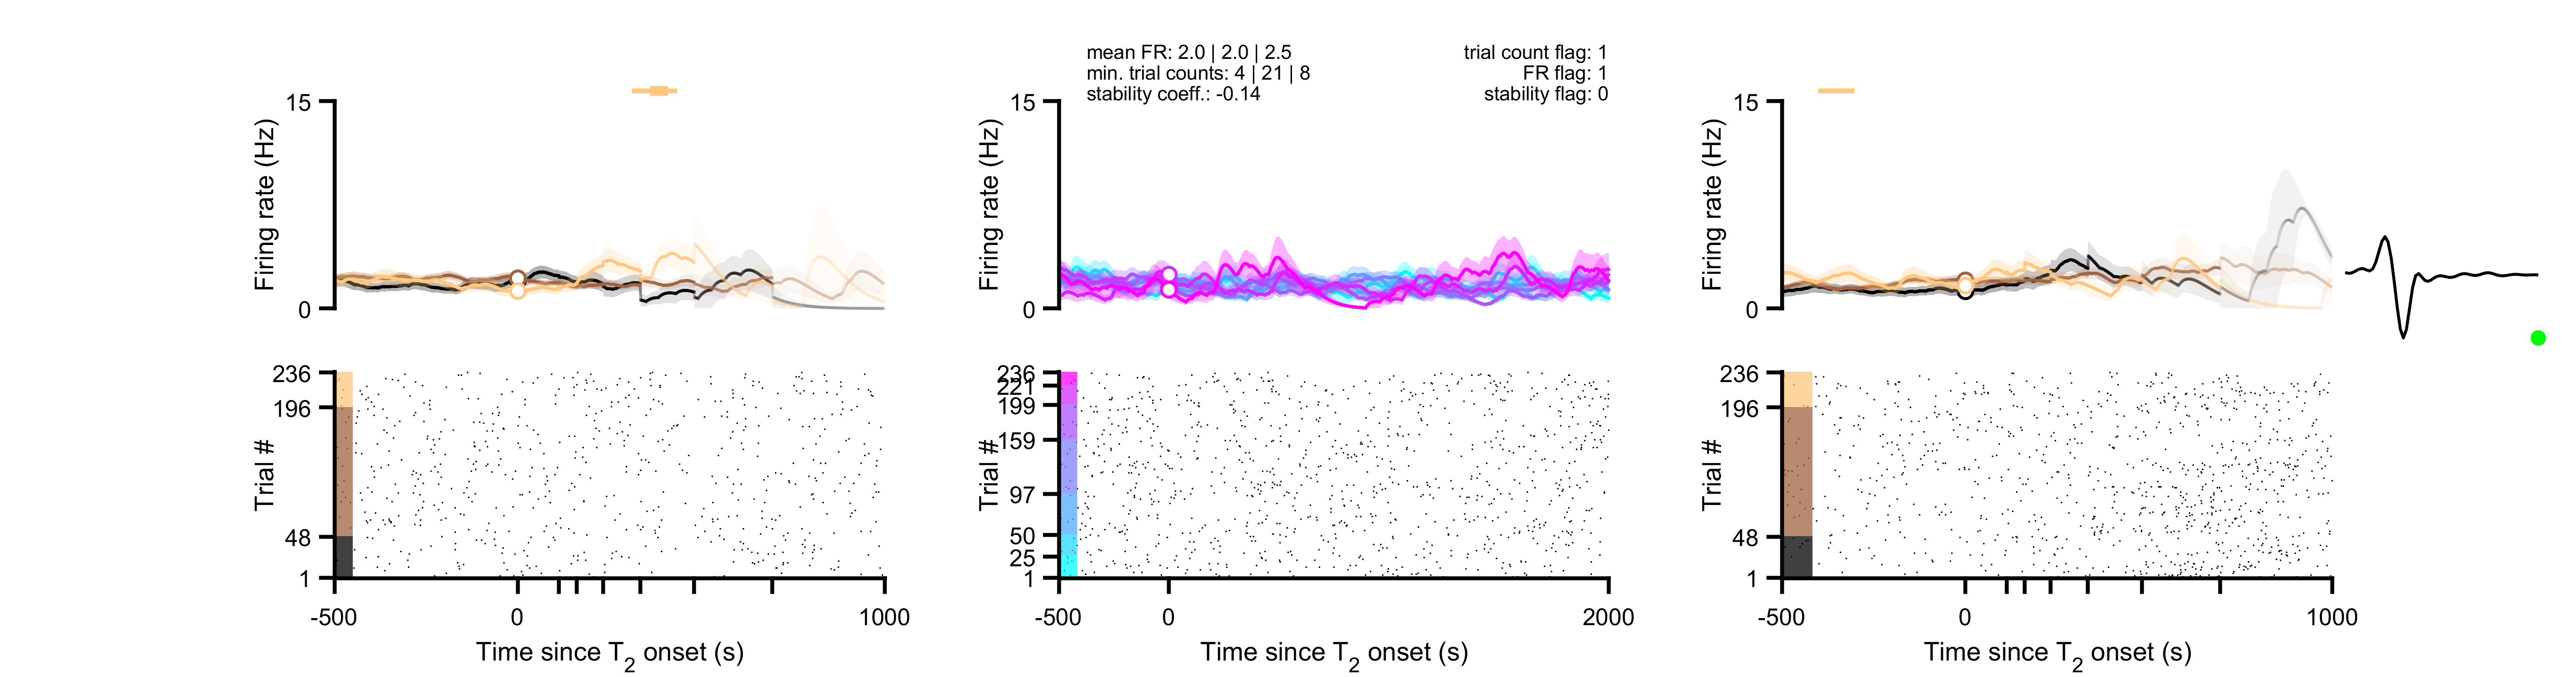 mean FR: 2.0 | 2.0 | 2.5
min. trial counts: 4 | 21 | 8
stability coeff.: -0.14
trial count flag: 1
FR flag: 1
stability flag: 0
15
Firing rate (Hz)
0
15
Firing rate (Hz)
0
15
Firing rate (Hz)
0
236
196
Trial #
48
1
-500
0
1000
Time since T2 onset (s)
236
221
199
159
Trial #
97
50
25
1
-500
0
2000
Time since T2 onset (s)
236
196
Trial #
48
1
-500
0
1000
Time since T2 onset (s)